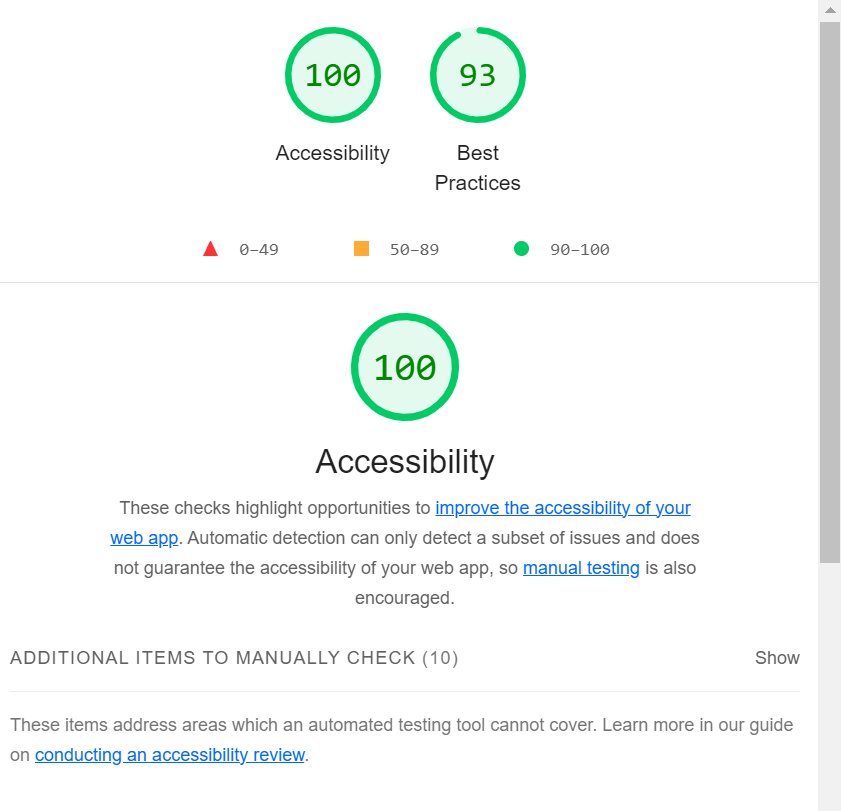 100
93
Accessibility
Best
Practices
0–49
50–89
90–100
100
Accessibility
These checks highlight opportunities to improve the accessibility of your
web app. Automatic detection can only detect a subset of issues and does
not guarantee the accessibility of your web app, so manual testing is also
encouraged.
ADDITIONAL ITEMS TO MANUALLY CHECK (10)
Show
These items address areas which an automated testing tool cannot cover. Learn more in our guide
on conducting an accessibility review.